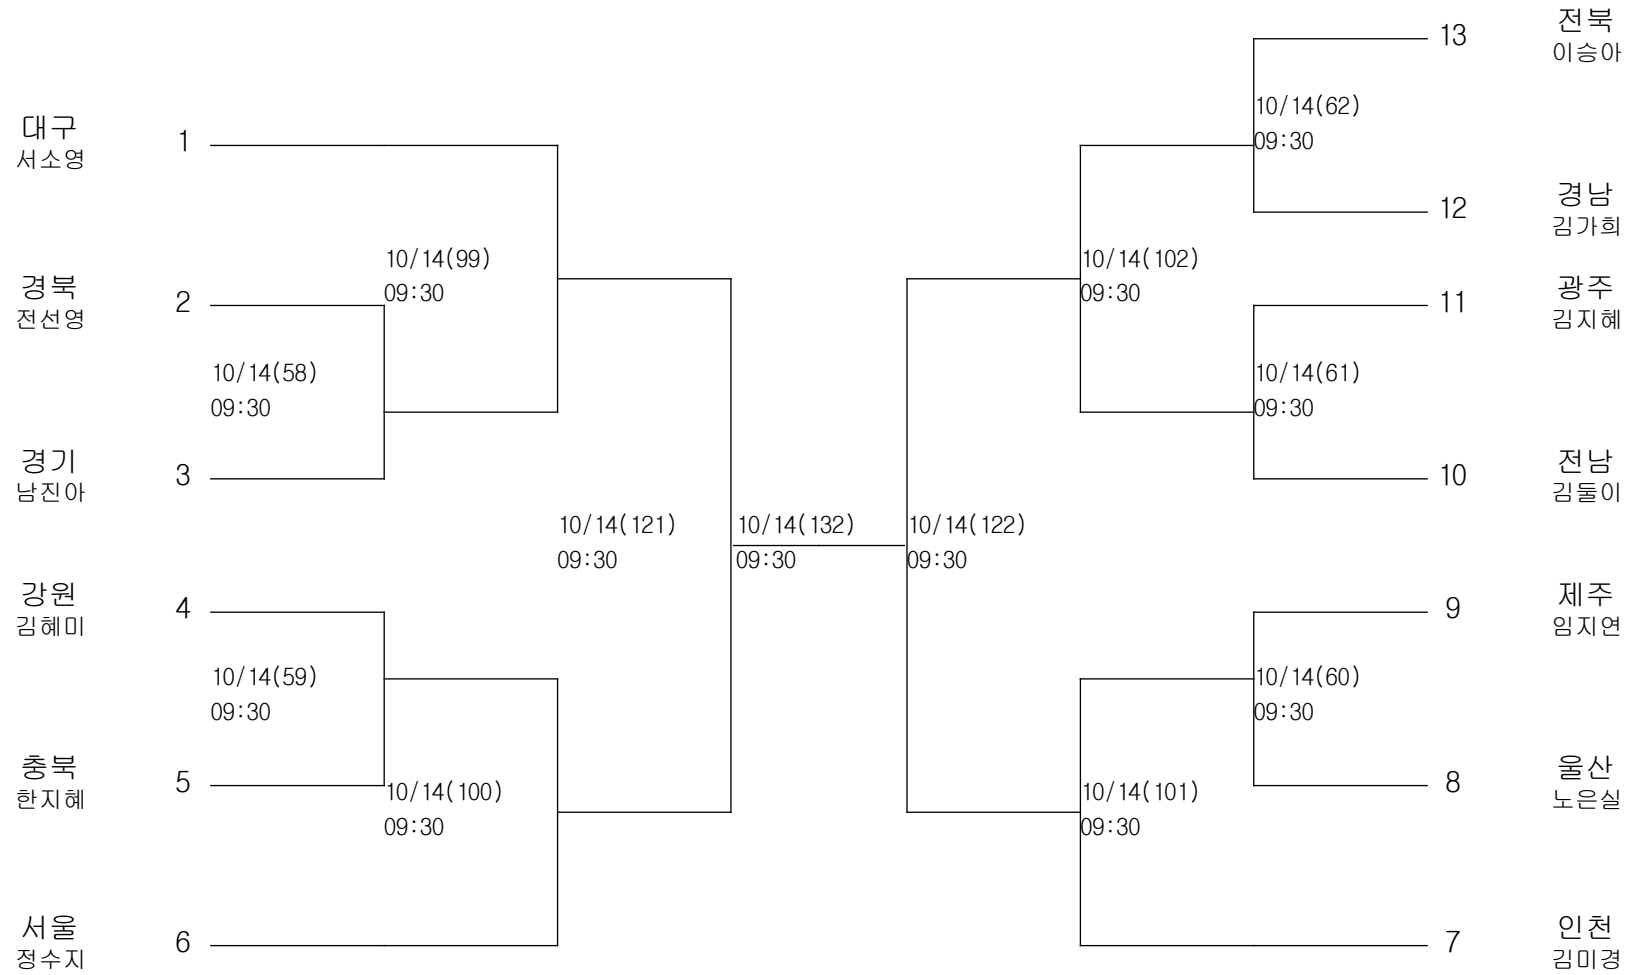 대구
서소영
1
경북
전선영
2
경기
남진아
3
강원
김혜미
4
충북
한지혜
5
서울
정수지
6
10/14(58)
09:30
10/14(59)
09:30
10/14(99)
09:30
10/14(100)
09:30
10/14(121)
09:30
10/14(132)
09:30
10/14(122)
09:30
10/14(102)
09:30
10/14(101)
09:30
10/14(62)
09:30
10/14(61)
09:30
10/14(60)
09:30
13
전북
이승아
12
경남
김가희
11
광주
김지혜
10
전남
김둘이
9
제주
임지연
8
울산
노은실
7
인천
김미경